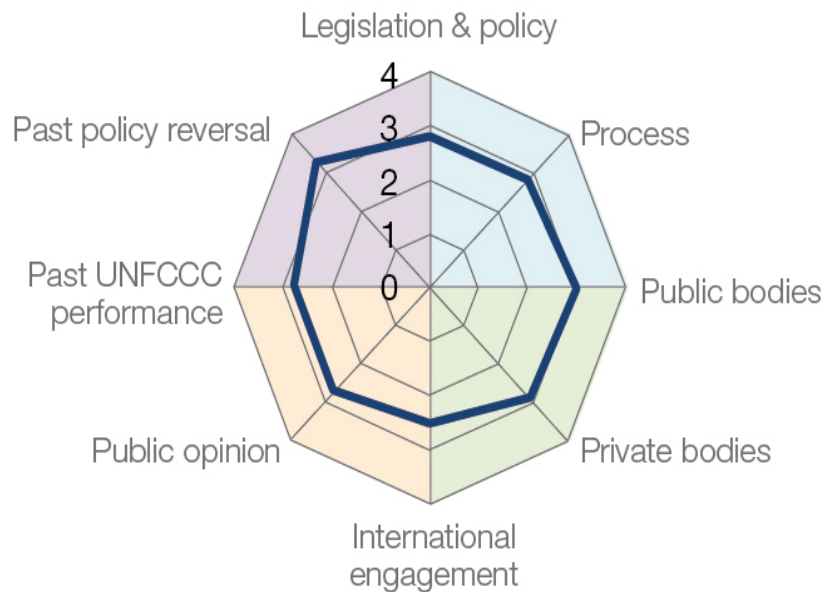 Legislation & policy
4
Past policy reversal
3
Process
2
1
Past UNFCCC
performance
0
Public bodies
Public opinion
Private bodies
International
engagement